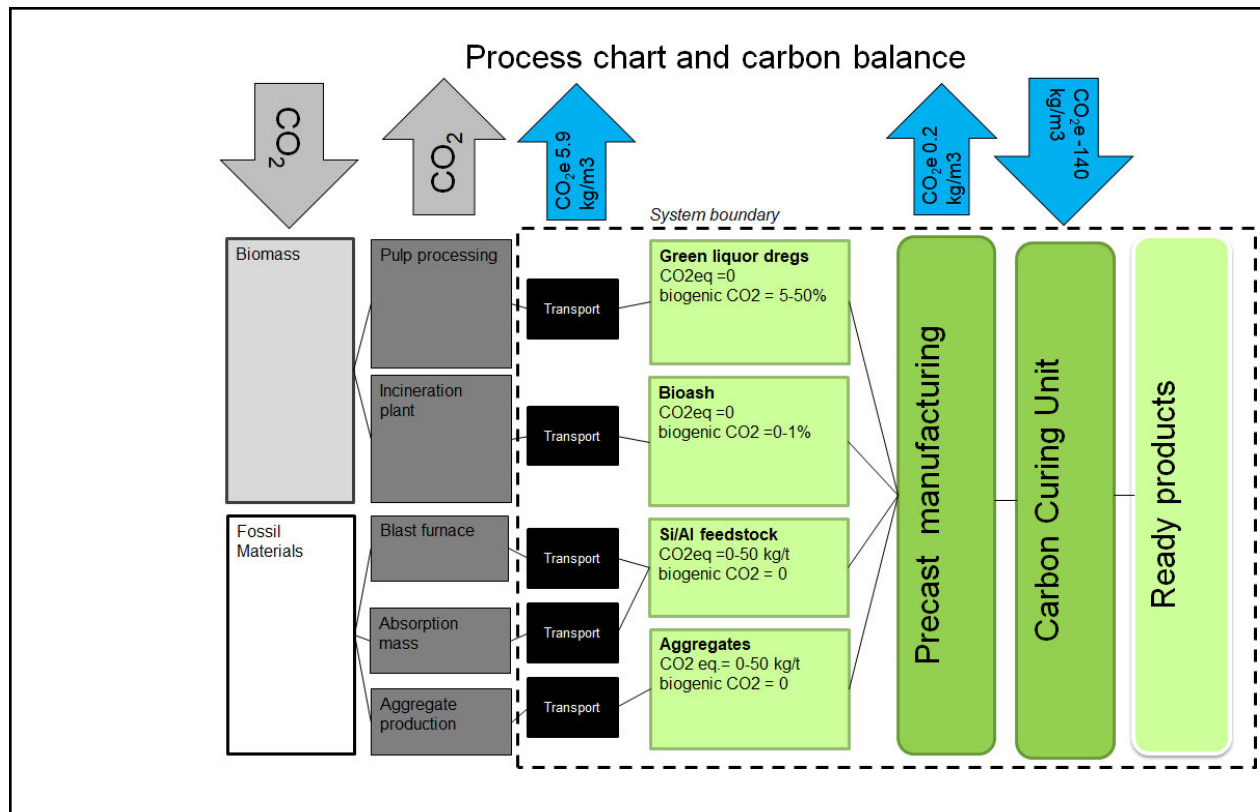 Process chart and carbon balance
CO₂
CO₂
CO₂e 5.9
kg/m3
CO₂e 0.2
kg/m3
CO₂e -140
kg/m3
System boundary
Biomass
Pulp processing
Transport
Green liquor dregs
CO2eq =0
biogenic CO2 = 5-50%
Incineration
plant
Transport
Bioash
CO2eq =0
biogenic CO2 =0-1%
Fossil
Materials
Blast furnace
Transport
Si/Al feedstock
CO2eq =0-50 kg/t
biogenic CO2 = 0
Absorption
mass
Transport
Aggregates
CO2 eq.= 0-50 kg/t
biogenic CO2 = 0
Aggregate
production
Transport
Precast manufacturing
Carbon Curing Unit
Ready products